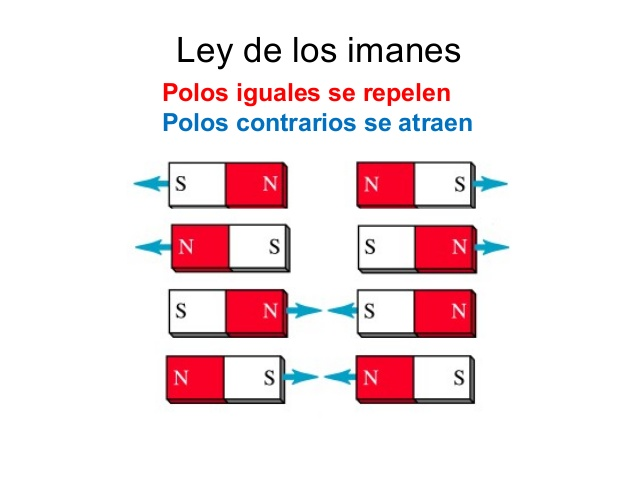 Ley de los imanes
Polos iguales se repelen
Polos contrarios se atraen
S N N S
N S S N
S N S N
N S N S